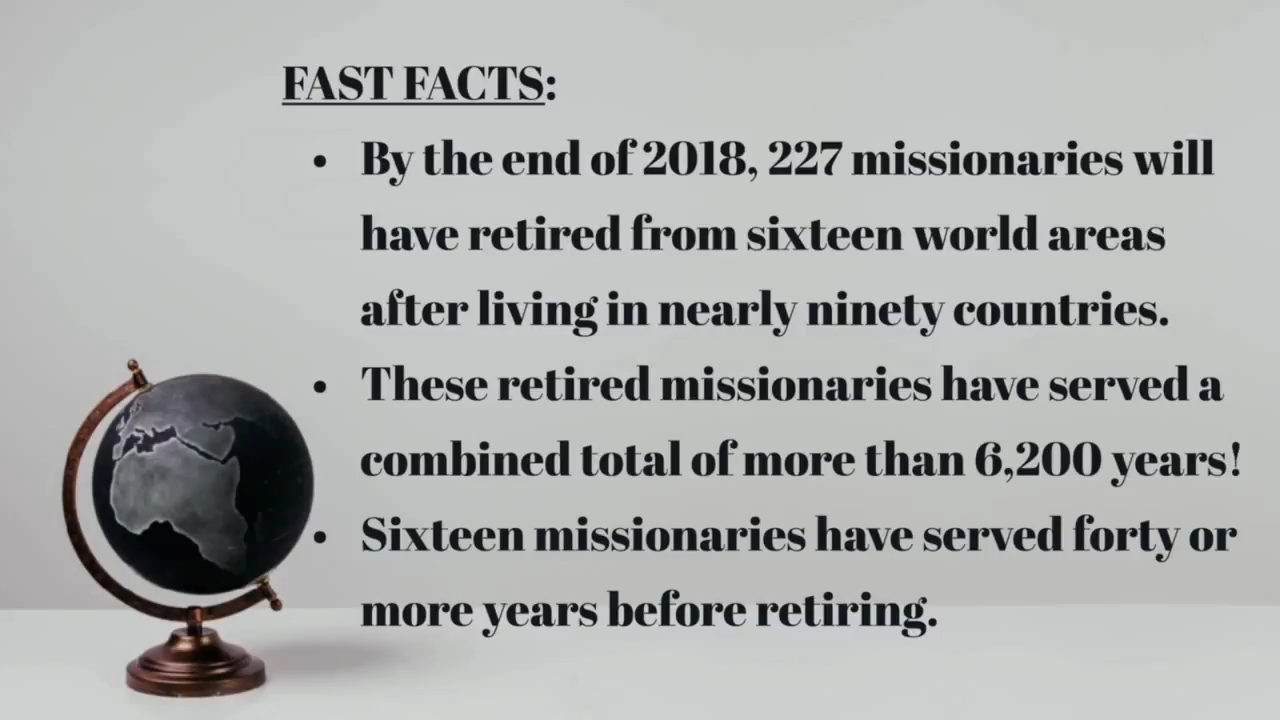 FAST FACTS:
• By the end of 2018, 227 missionaries will
have retired from sixteen world areas
after living in nearly ninety countries.
• These retired missionaries have served a
combined total of more than 6,200 years!
• Sixteen missionaries have served forty or
more years before retiring.